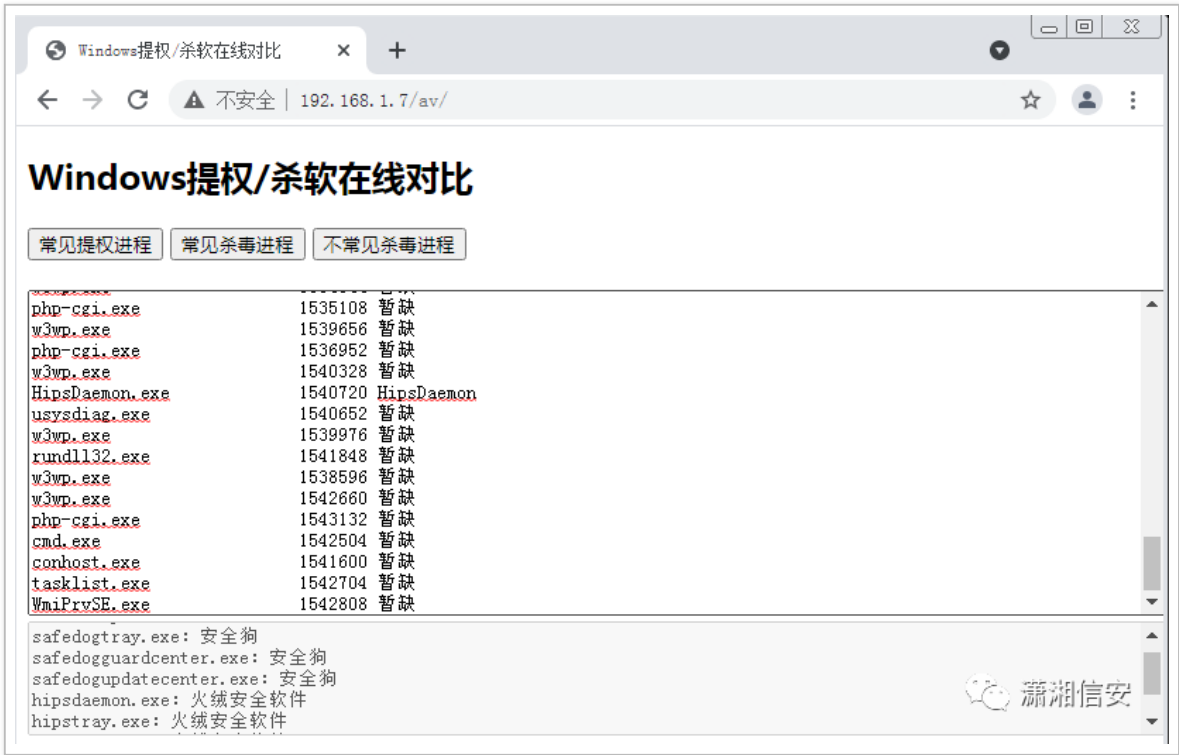 Windows提权/杀软在线对比
不安全 | 192.168.1.7/av/
Windows提权/杀软在线对比
常见提权进程 常见杀毒进程 不常见杀毒进程
php-cgi.exe 1535108 暂缺
w3wp.exe 1539656 暂缺
php-cgi.exe 1536952 暂缺
w3wp.exe 1540328 暂缺
HipsDaemon.exe 1540720 HipsDaemon
usysdiag.exe 1540652 暂缺
w3wp.exe 1539976 暂缺
rundll32.exe 1541848 暂缺
w3wp.exe 1538596 暂缺
w3wp.exe 1542660 暂缺
php-cgi.exe 1543132 暂缺
cmd.exe 1542504 暂缺
conhost.exe 1541600 暂缺
tasklist.exe 1542704 暂缺
WmiPrvSE.exe 1542808 暂缺
safedogtray.exe: 安全狗
safedogguardcenter.exe: 安全狗
safedogupdatecenter.exe: 安全狗
hipsdaemon.exe: 火绒安全软件
hipstray.exe: 火绒安全软件
潇湘信安